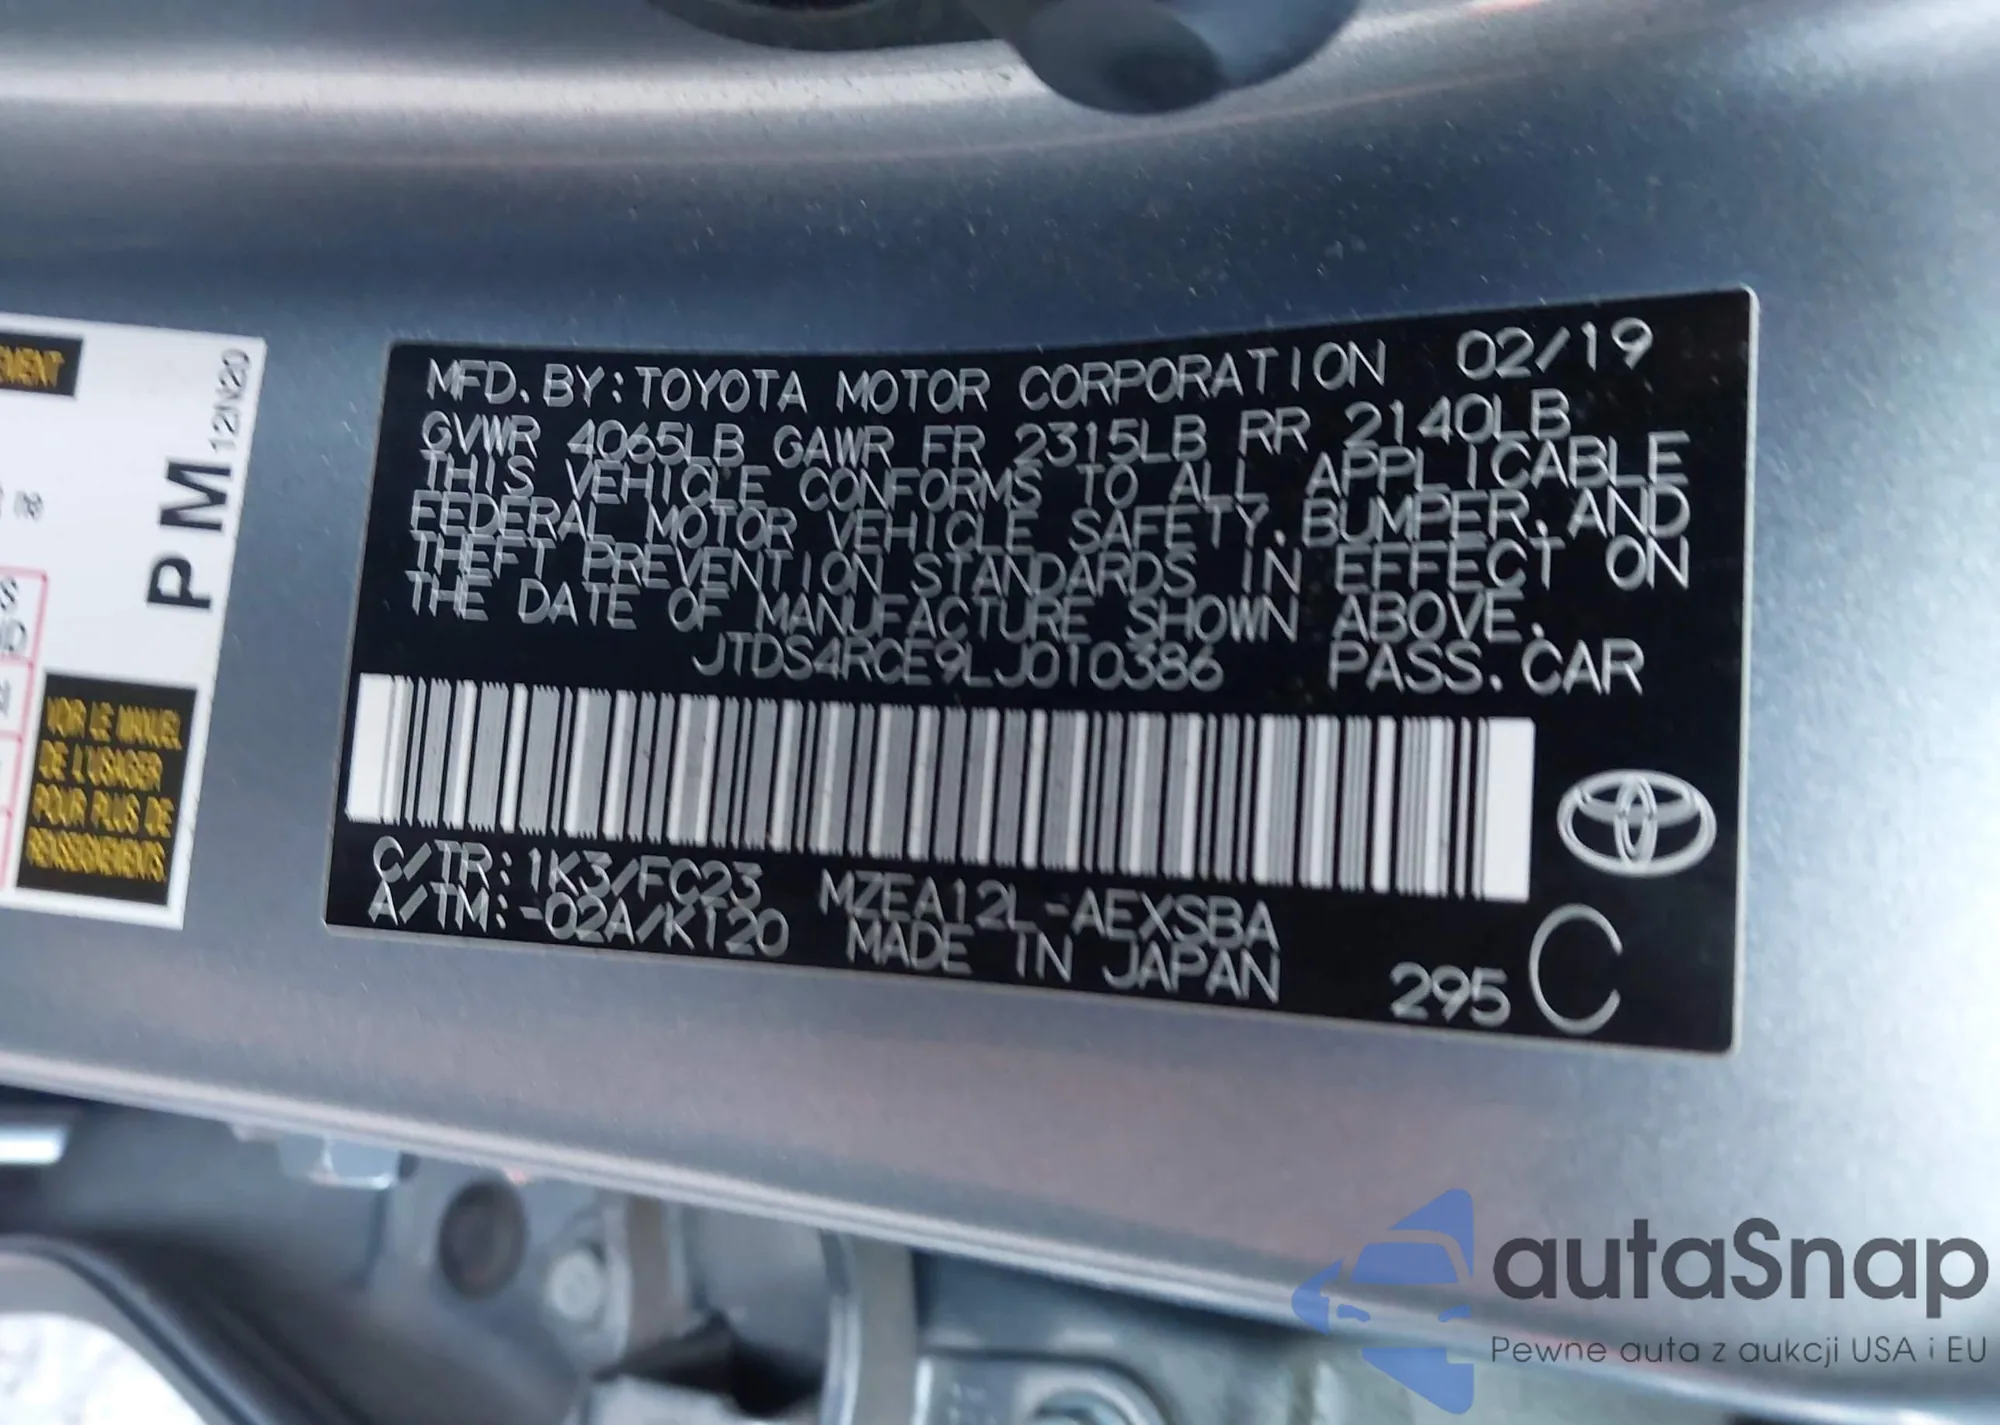 EMENT
PM 12N20
VOIR LE MANUEL
DE L'USAGER
POUR PLUS DE
RENSEIGNEMENTS.
MFD.BY:TOYOTA MOTOR CORPORATION 02/19
GVWR 4065LB GAWR FR 2315LB RR 2140LB
THIS VEHICLE CONFORMS TO ALL APPLICABLE
FEDERAL MOTOR VEHICLE SAFETY,BUMPER,AND
THEFT PREVENTION STANDARDS IN EFFECT ON
THE DATE OF MANUFACTURE SHOWN ABOVE.
JTDS4RCE9LJ010386 PASS.CAR
C/TR:1K3/FC23 MZEA12L-AEXSBA
A/TM:-02A/K120 MADE IN JAPAN 295 C
autaSnap
Pewne auta z aukcji USA i EU